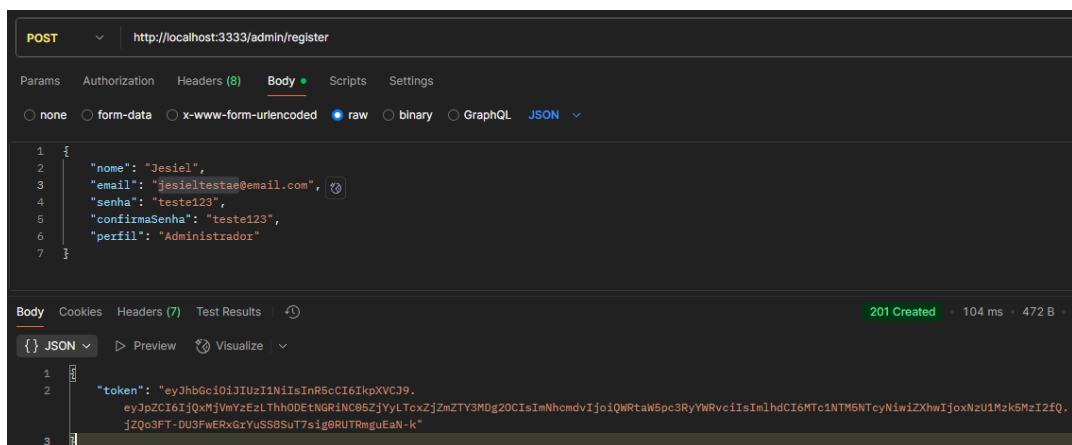 POST http://localhost:3333/admin/register
Params Authorization Headers (8) Body Scripts Settings
none form-data x-www-form-urlencoded raw binary GraphQL JSON
1 {
2 "nome": "Jesiel",
3 "email": "jesieltestae@email.com",
4 "senha": "teste123",
5 "confirmaSenha": "teste123",
6 "perfil": "Administrador"
7 }
Body Cookies Headers (7) Test Results 201 Created 104 ms 472 B
{} JSON Preview Visualize
1 {
2 "token": "eyJhbGciOiJIUzI1NiIsInR5cCI6IkpXVCJ9.
eyJpZCI6IjQxMjVmYzEzLThhODEtNGRiNC05ZjYyLTcxZjZmZTY3MDg2OCIsImNhcmdvIjoiQWRtaW5pc3RyYWRvciIsImlhdCI6MTc1NTM5NTcyNiwiZXhwIjoxNzU1Mzk5MzI2fQ.
jZQo3FT-DU3FwERxGrYuSS8SuT7sig0RUTRmguEaN-k"
3 }